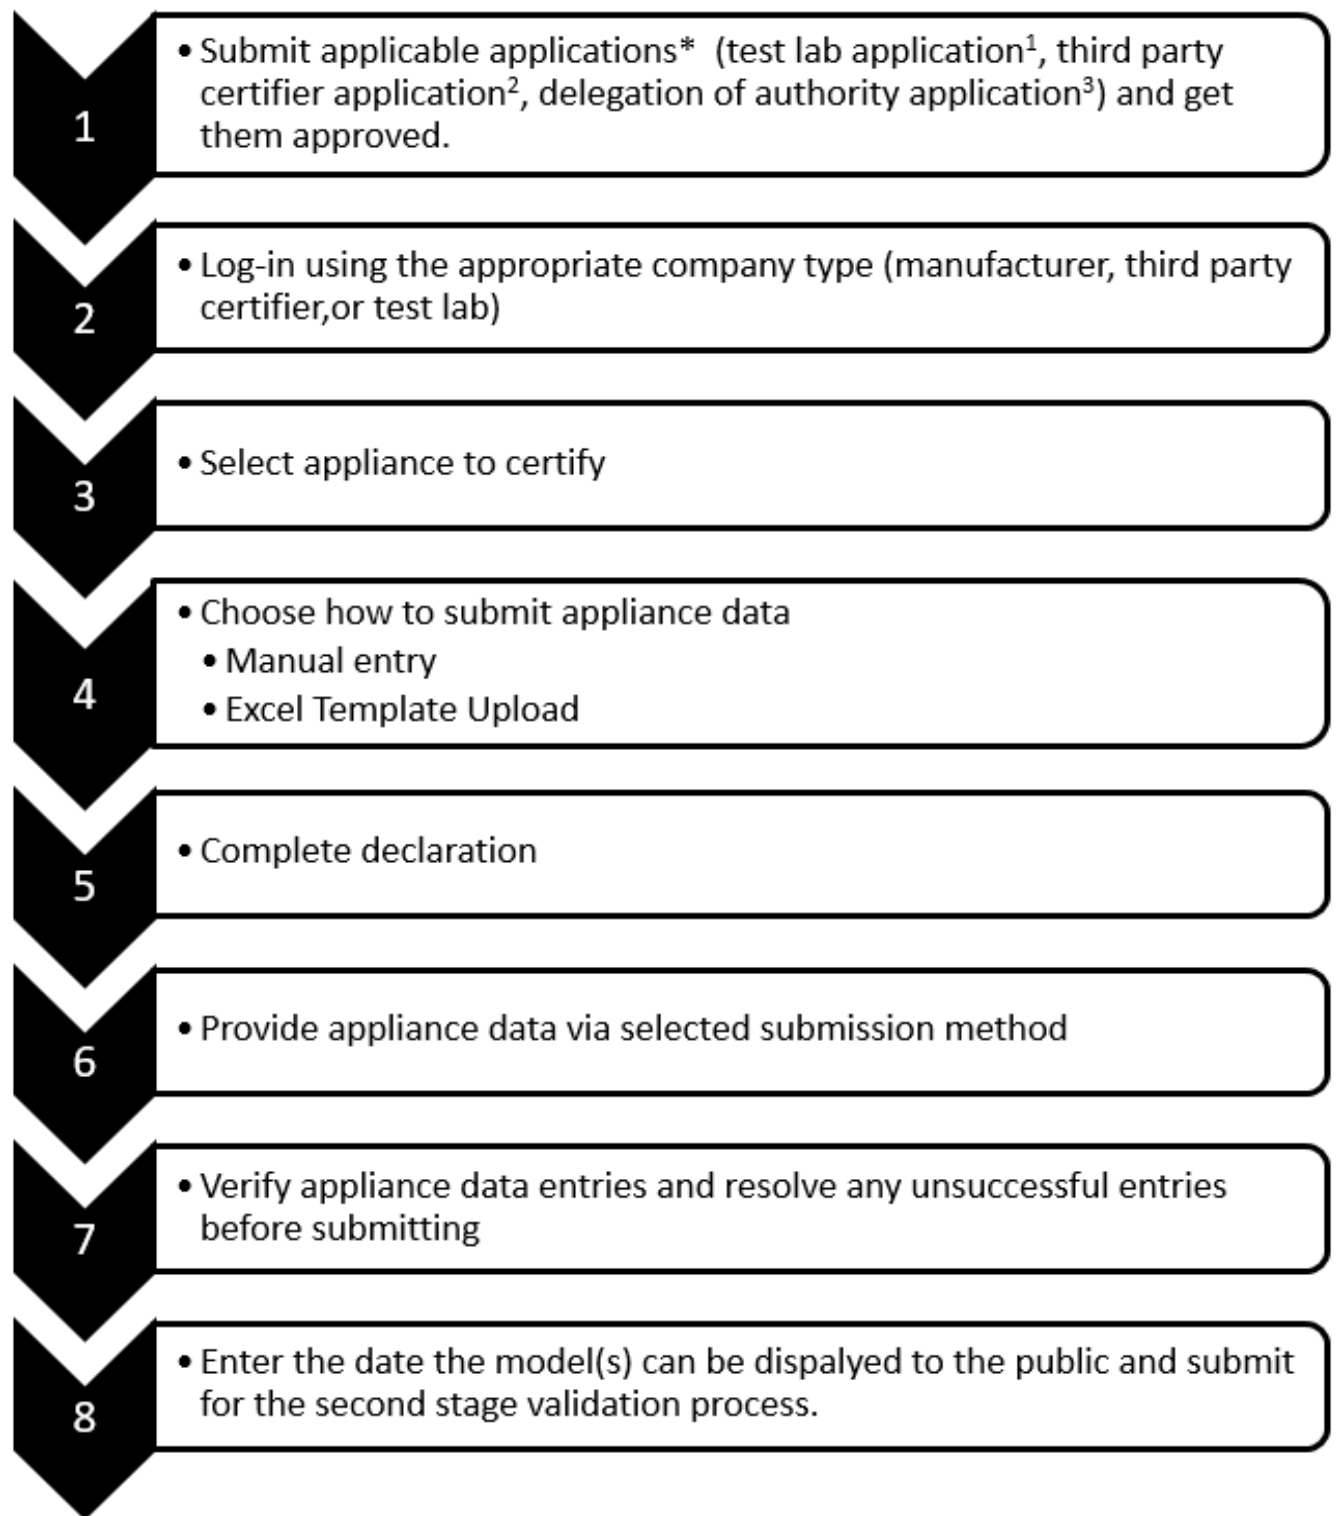 1
• Submit applicable applications* (test lab application¹, third party
certifier application², delegation of authority application³) and get
them approved.
2
• Log-in using the appropriate company type (manufacturer, third party
certifier,or test lab)
3
• Select appliance to certify
4
• Choose how to submit appliance data
• Manual entry
• Excel Template Upload
5
• Complete declaration
6
• Provide appliance data via selected submission method
7
• Verify appliance data entries and resolve any unsuccessful entries
before submitting
8
• Enter the date the model(s) can be dispalyed to the public and submit
for the second stage validation process.